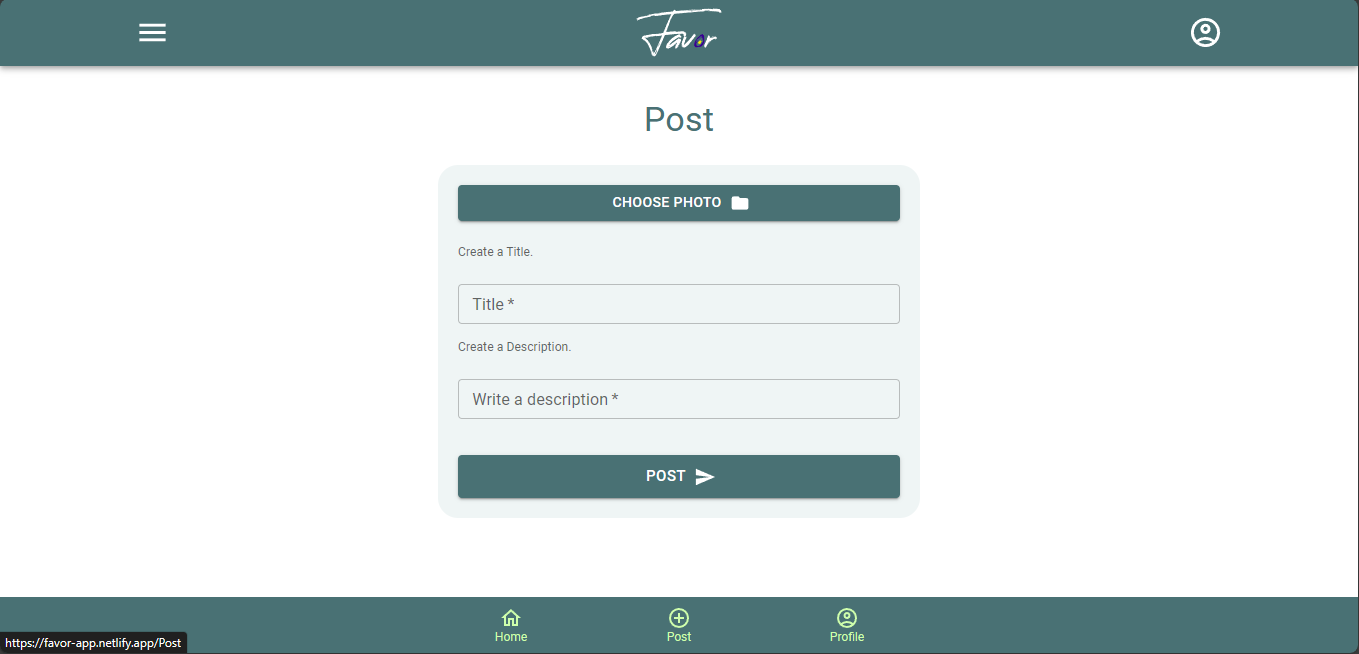 Favor
Post
CHOOSE PHOTO
Create a Title.
Title *
Create a Description.
Write a description *
POST
Home
Post
Profile
https://favor-app.netlify.app/Post